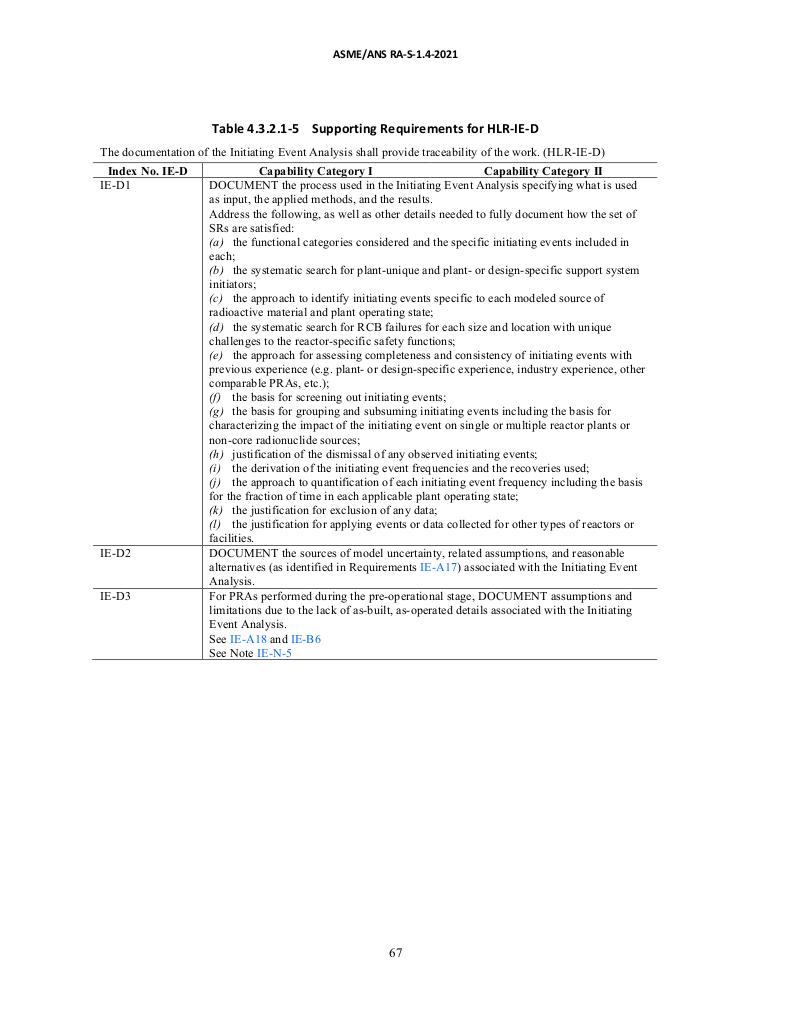 ASME/ANS RA-S-1.4-2021
Table 4.3.2.1-5 Supporting Requirements for HLR-IE-D
The documentation of the Initiating Event Analysis shall provide traceability of the work. (HLR-IE-D)
Index No. IE-D Capability Category I Capability Category II
IE-D1 DOCUMENT the process used in the Initiating Event Analysis specifying what is used
as input, the applied methods, and the results.
Address the following, as well as other details needed to fully document how the set of
SRs are satisfied:
(a) the functional categories considered and the specific initiating events included in
each;
(b) the systematic search for plant-unique and plant- or design-specific support system
initiators;
(c) the approach to identify initiating events specific to each modeled source of
radioactive material and plant operating state;
(d) the systematic search for RCB failures for each size and location with unique
challenges to the reactor-specific safety functions;
(e) the approach for assessing completeness and consistency of initiating events with
previous experience (e.g. plant- or design-specific experience, industry experience, other
comparable PRAs, etc.);
(f) the basis for screening out initiating events;
(g) the basis for grouping and subsuming initiating events including the basis for
characterizing the impact of the initiating event on single or multiple reactor plants or
non-core radionuclide sources;
(h) justification of the dismissal of any observed initiating events;
(i) the derivation of the initiating event frequencies and the recoveries used;
(j) the approach to quantification of each initiating event frequency including the basis
for the fraction of time in each applicable plant operating state;
(k) the justification for exclusion of any data;
(l) the justification for applying events or data collected for other types of reactors or
facilities.
IE-D2 DOCUMENT the sources of model uncertainty, related assumptions, and reasonable
alternatives (as identified in Requirements IE-A17) associated with the Initiating Event
Analysis.
IE-D3 For PRAs performed during the pre-operational stage, DOCUMENT assumptions and
limitations due to the lack of as-built, as-operated details associated with the Initiating
Event Analysis.
See IE-A18 and IE-B6
See Note IE-N-5
67